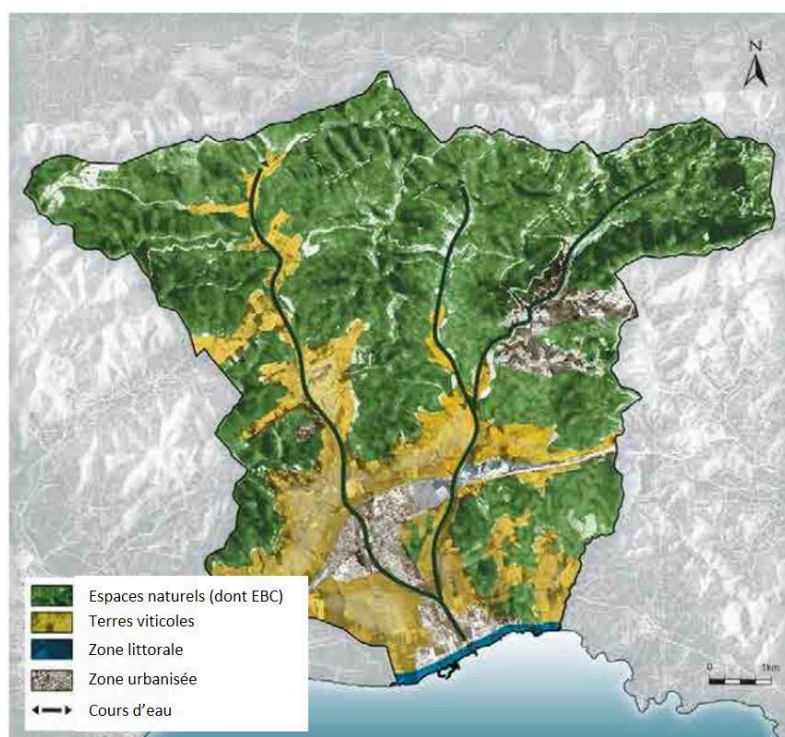 N
Espaces naturels (dont EBC)
Terres viticoles
Zone littorale
Zone urbanisée
Cours d'eau
0 1km